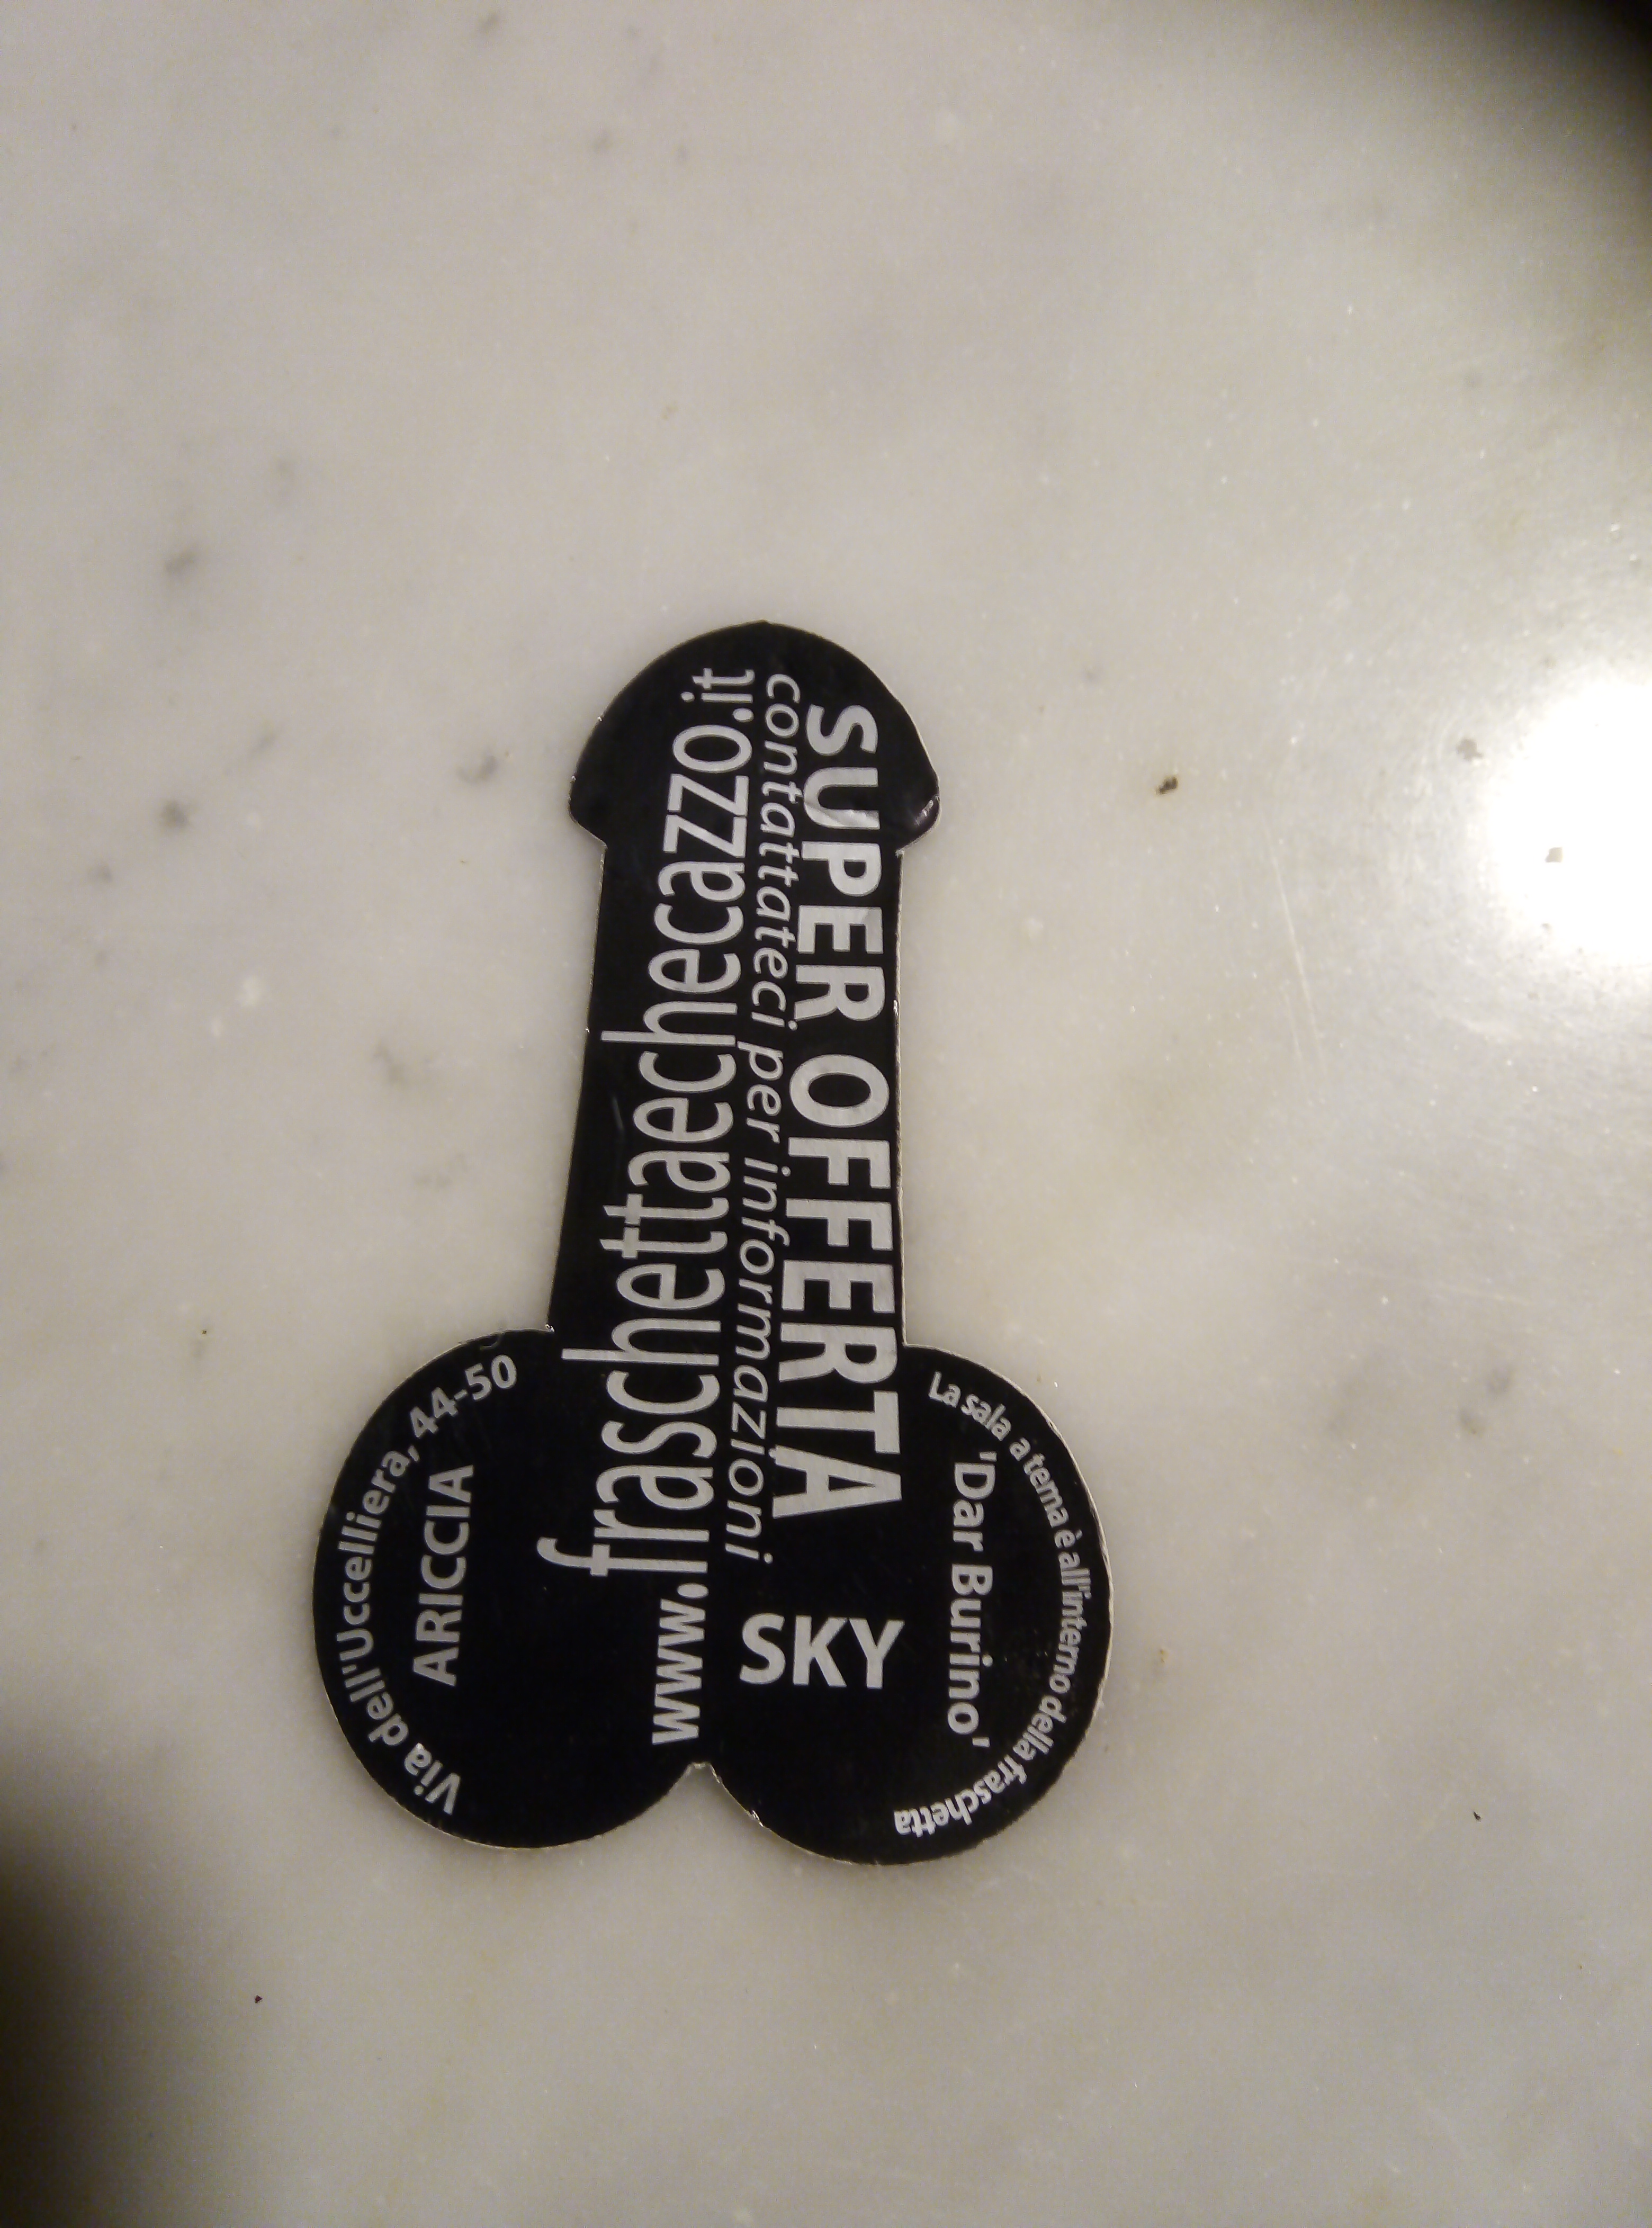 Via dell'Uccelliera, 44-50
ARICCIA
www.fraschettaechecazzo.it
contattateci per informazioni
SUPER OFFERTA
SKY
'Dar Burino'
La sala a tema è all'interno della fraschetta